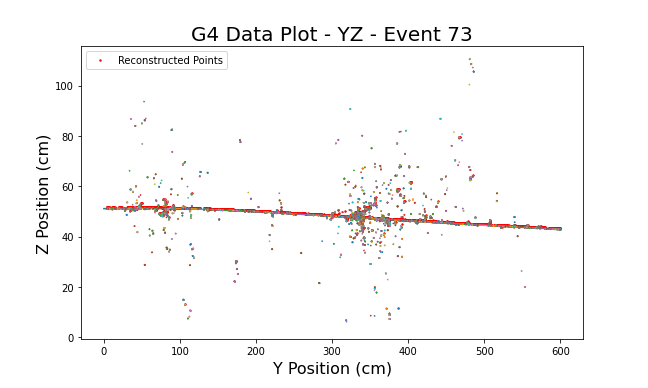 G4 Data Plot - YZ - Event 73
Reconstructed Points
100
80
60
40
20
0
Z Position (cm)
0 100 200 300 400 500 600
Y Position (cm)